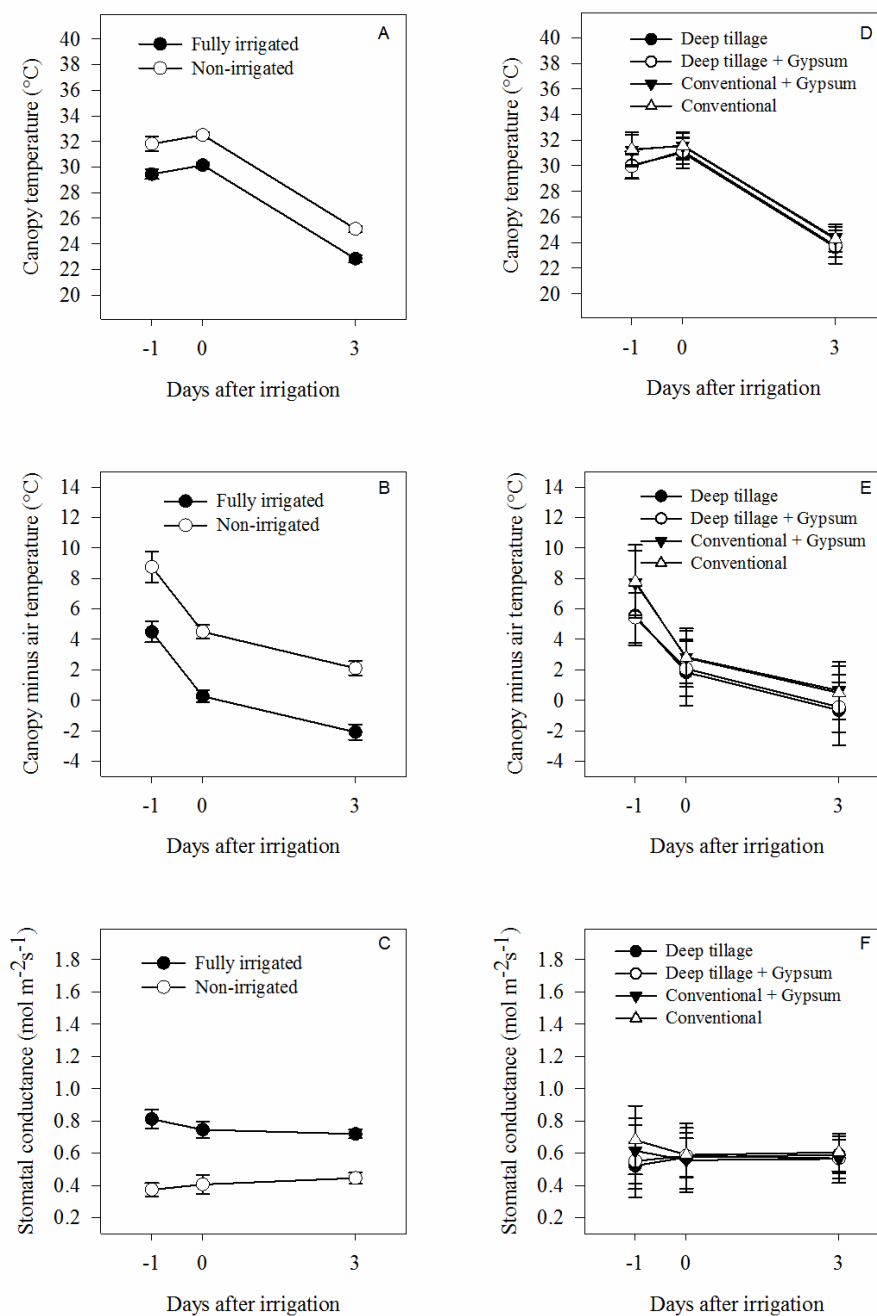 A
Fully irrigated
Non-irrigated
Canopy temperature (°C)
40
38
36
34
32
30
28
26
24
22
20
-1 0 3
Days after irrigation
D
Deep tillage
Deep tillage + Gypsum
Conventional + Gypsum
Conventional
Canopy temperature (°C)
40
38
36
34
32
30
28
26
24
22
20
-1 0 3
Days after irrigation
B
Fully irrigated
Non-irrigated
Canopy minus air temperature (°C)
14
12
10
8
6
4
2
0
-2
-4
-1 0 3
Days after irrigation
E
Deep tillage
Deep tillage + Gypsum
Conventional + Gypsum
Conventional
Canopy minus air temperature (°C)
14
12
10
8
6
4
2
0
-2
-4
-1 0 3
Days after irrigation
C
Fully irrigated
Non-irrigated
Stomatal conductance (mol m-2s-1)
1.8
1.6
1.4
1.2
1.0
0.8
0.6
0.4
0.2
-1 0 3
Days after irrigation
F
Deep tillage
Deep tillage + Gypsum
Conventional + Gypsum
Conventional
Stomatal conductance (mol m-2s-1)
1.8
1.6
1.4
1.2
1.0
0.8
0.6
0.4
0.2
-1 0 3
Days after irrigation